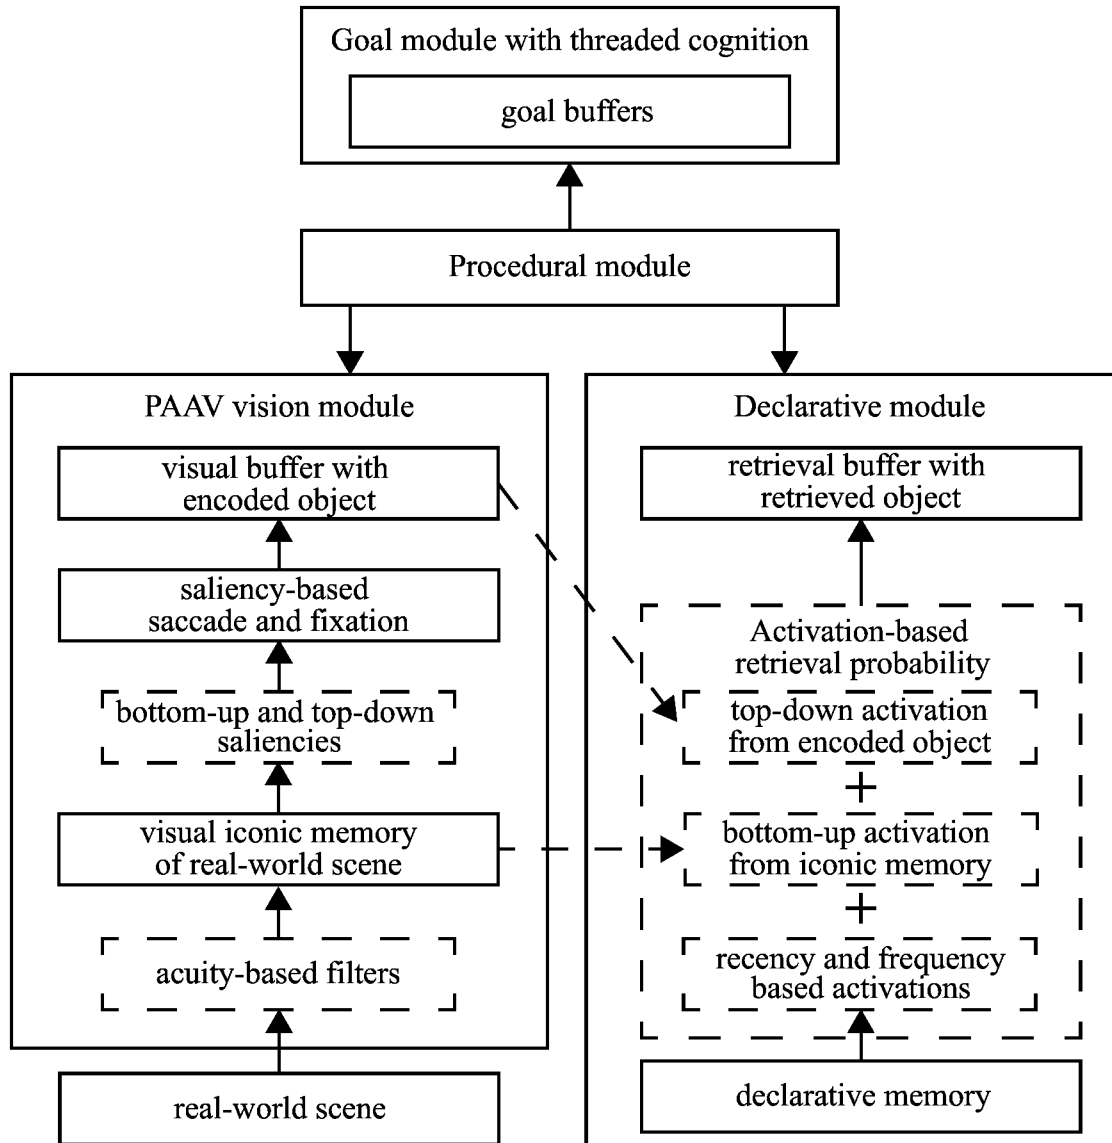 Goal module with threaded cognition
goal buffers
Procedural module
PAAV vision module
visual buffer with
encoded object
saliency-based
saccade and fixation
bottom-up and top-down
saliencies
visual iconic memory
of real-world scene
acuity-based filters
real-world scene
Declarative module
retrieval buffer with
retrieved object
Activation-based
retrieval probability
top-down activation
from encoded object
+
bottom-up activation
from iconic memory
+
recency and frequency
based activations
declarative memory